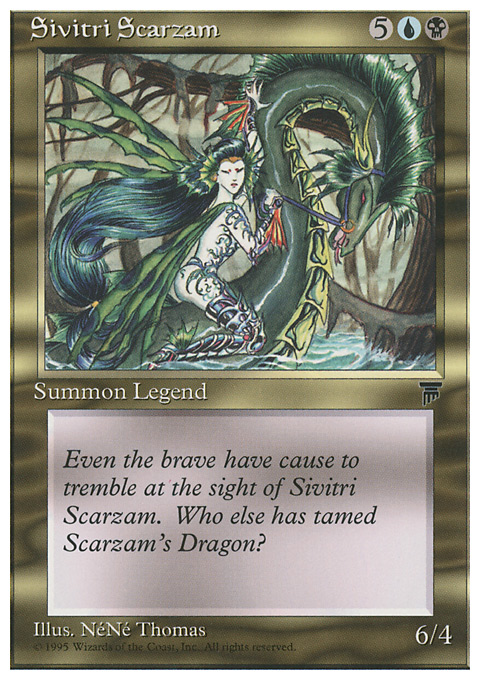 Sivitri Scarzam 5
Summon Legend
Even the brave have cause to
tremble at the sight of Sivitri
Scarzam. Who else has tamed
Scarzam's Dragon?
Illus. NéNé Thomas
© 1995 Wizards of the Coast, Inc. All rights reserved.
6/4